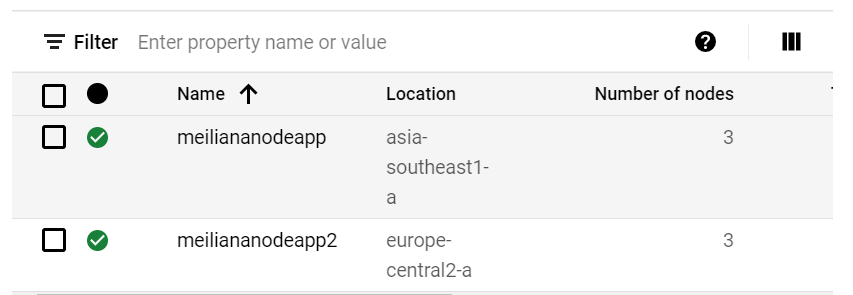 Filter Enter property name or value
Name Location Number of nodes
meiliananodeapp asia- 3
southeast1-
a
meiliananodeapp2 europe- 3
central2-a